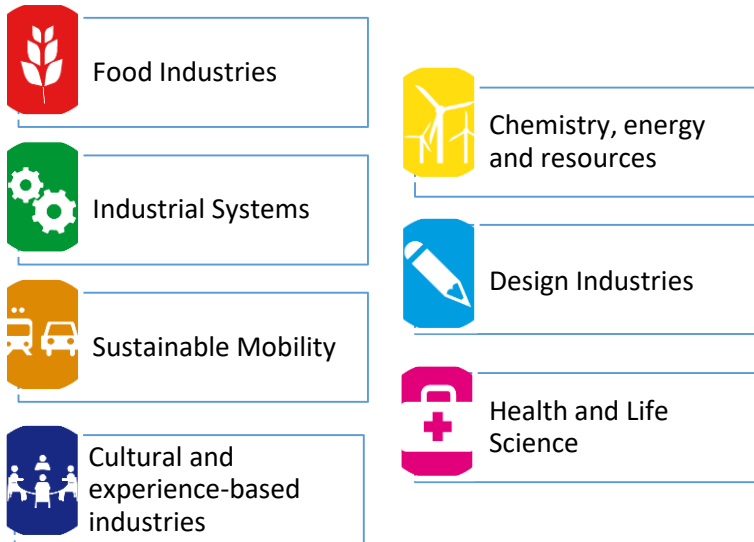 Food Industries
Industrial Systems
Sustainable Mobility
Cultural and
experience-based
industries
Chemistry, energy
and resources
Design Industries
Health and Life
Science